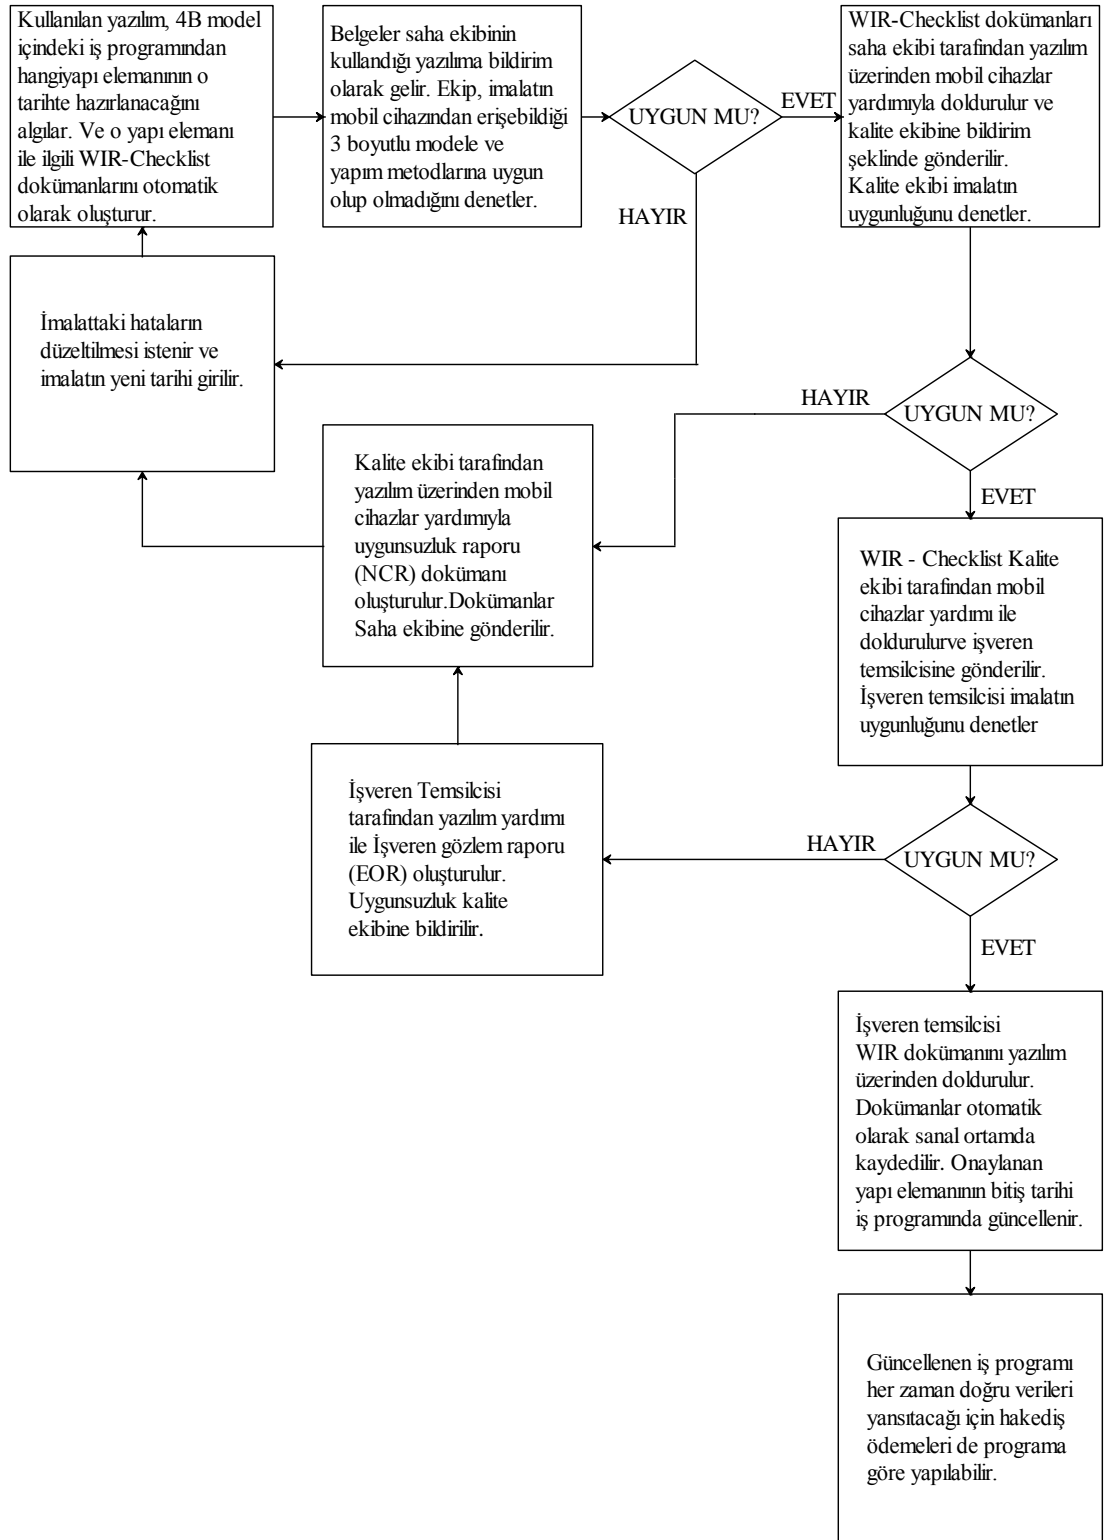 Kullanılan yazılım, 4B model
içindeki iş programından
hangiyapı elemanının o
tarihte hazırlanacağını
algılar. Ve o yapı elemanı
ile ilgili WIR-Checklist
dokümanlarını otomatik
olarak oluşturur.
Belgeler saha ekibinin
kullandığı yazılıma bildirim
olarak gelir. Ekip, imalatın
mobil cihazından erişebildiği
3 boyutlu modele ve
yapım metodlarına uygun
olup olmadığını denetler.
UYGUN MU?
EVET
HAYIR
WIR-Checklist dokümanları
saha ekibi tarafından yazılım
üzerinden mobil cihazlar
yardımıyla doldurulur ve
kalite ekibine bildirim
şeklinde gönderilir.
Kalite ekibi imalatın
uygunluğunu denetler.
İmalattaki hataların
düzeltilmesi istenir ve
imalatın yeni tarihi girilir.
HAYIR
UYGUN MU?
EVET
Kalite ekibi tarafından
yazılım üzerinden mobil
cihazlar yardımıyla
uygunsuzluk raporu
(NCR) dokümanı
oluşturulur.Dokümanlar
Saha ekibine gönderilir.
WIR - Checklist Kalite
ekibi tarafından mobil
cihazlar yardımı ile
doldurulurve işveren
temsilcisine gönderilir.
İşveren temsilcisi imalatın
uygunluğunu denetler
İşveren Temsilcisi
tarafından yazılım yardımı
ile İşveren gözlem raporu
(EOR) oluşturulur.
Uygunsuzluk kalite
ekibine bildirilir.
HAYIR
UYGUN MU?
EVET
İşveren temsilcisi
WIR dokümanını yazılım
üzerinden doldurulur.
Dokümanlar otomatik
olarak sanal ortamda
kaydedilir. Onaylanan
yapı elemanının bitiş tarihi
iş programında güncellenir.
Güncellenen iş programı
her zaman doğru verileri
yansıtacağı için hakediş
ödemeleri de programa
göre yapılabilir.